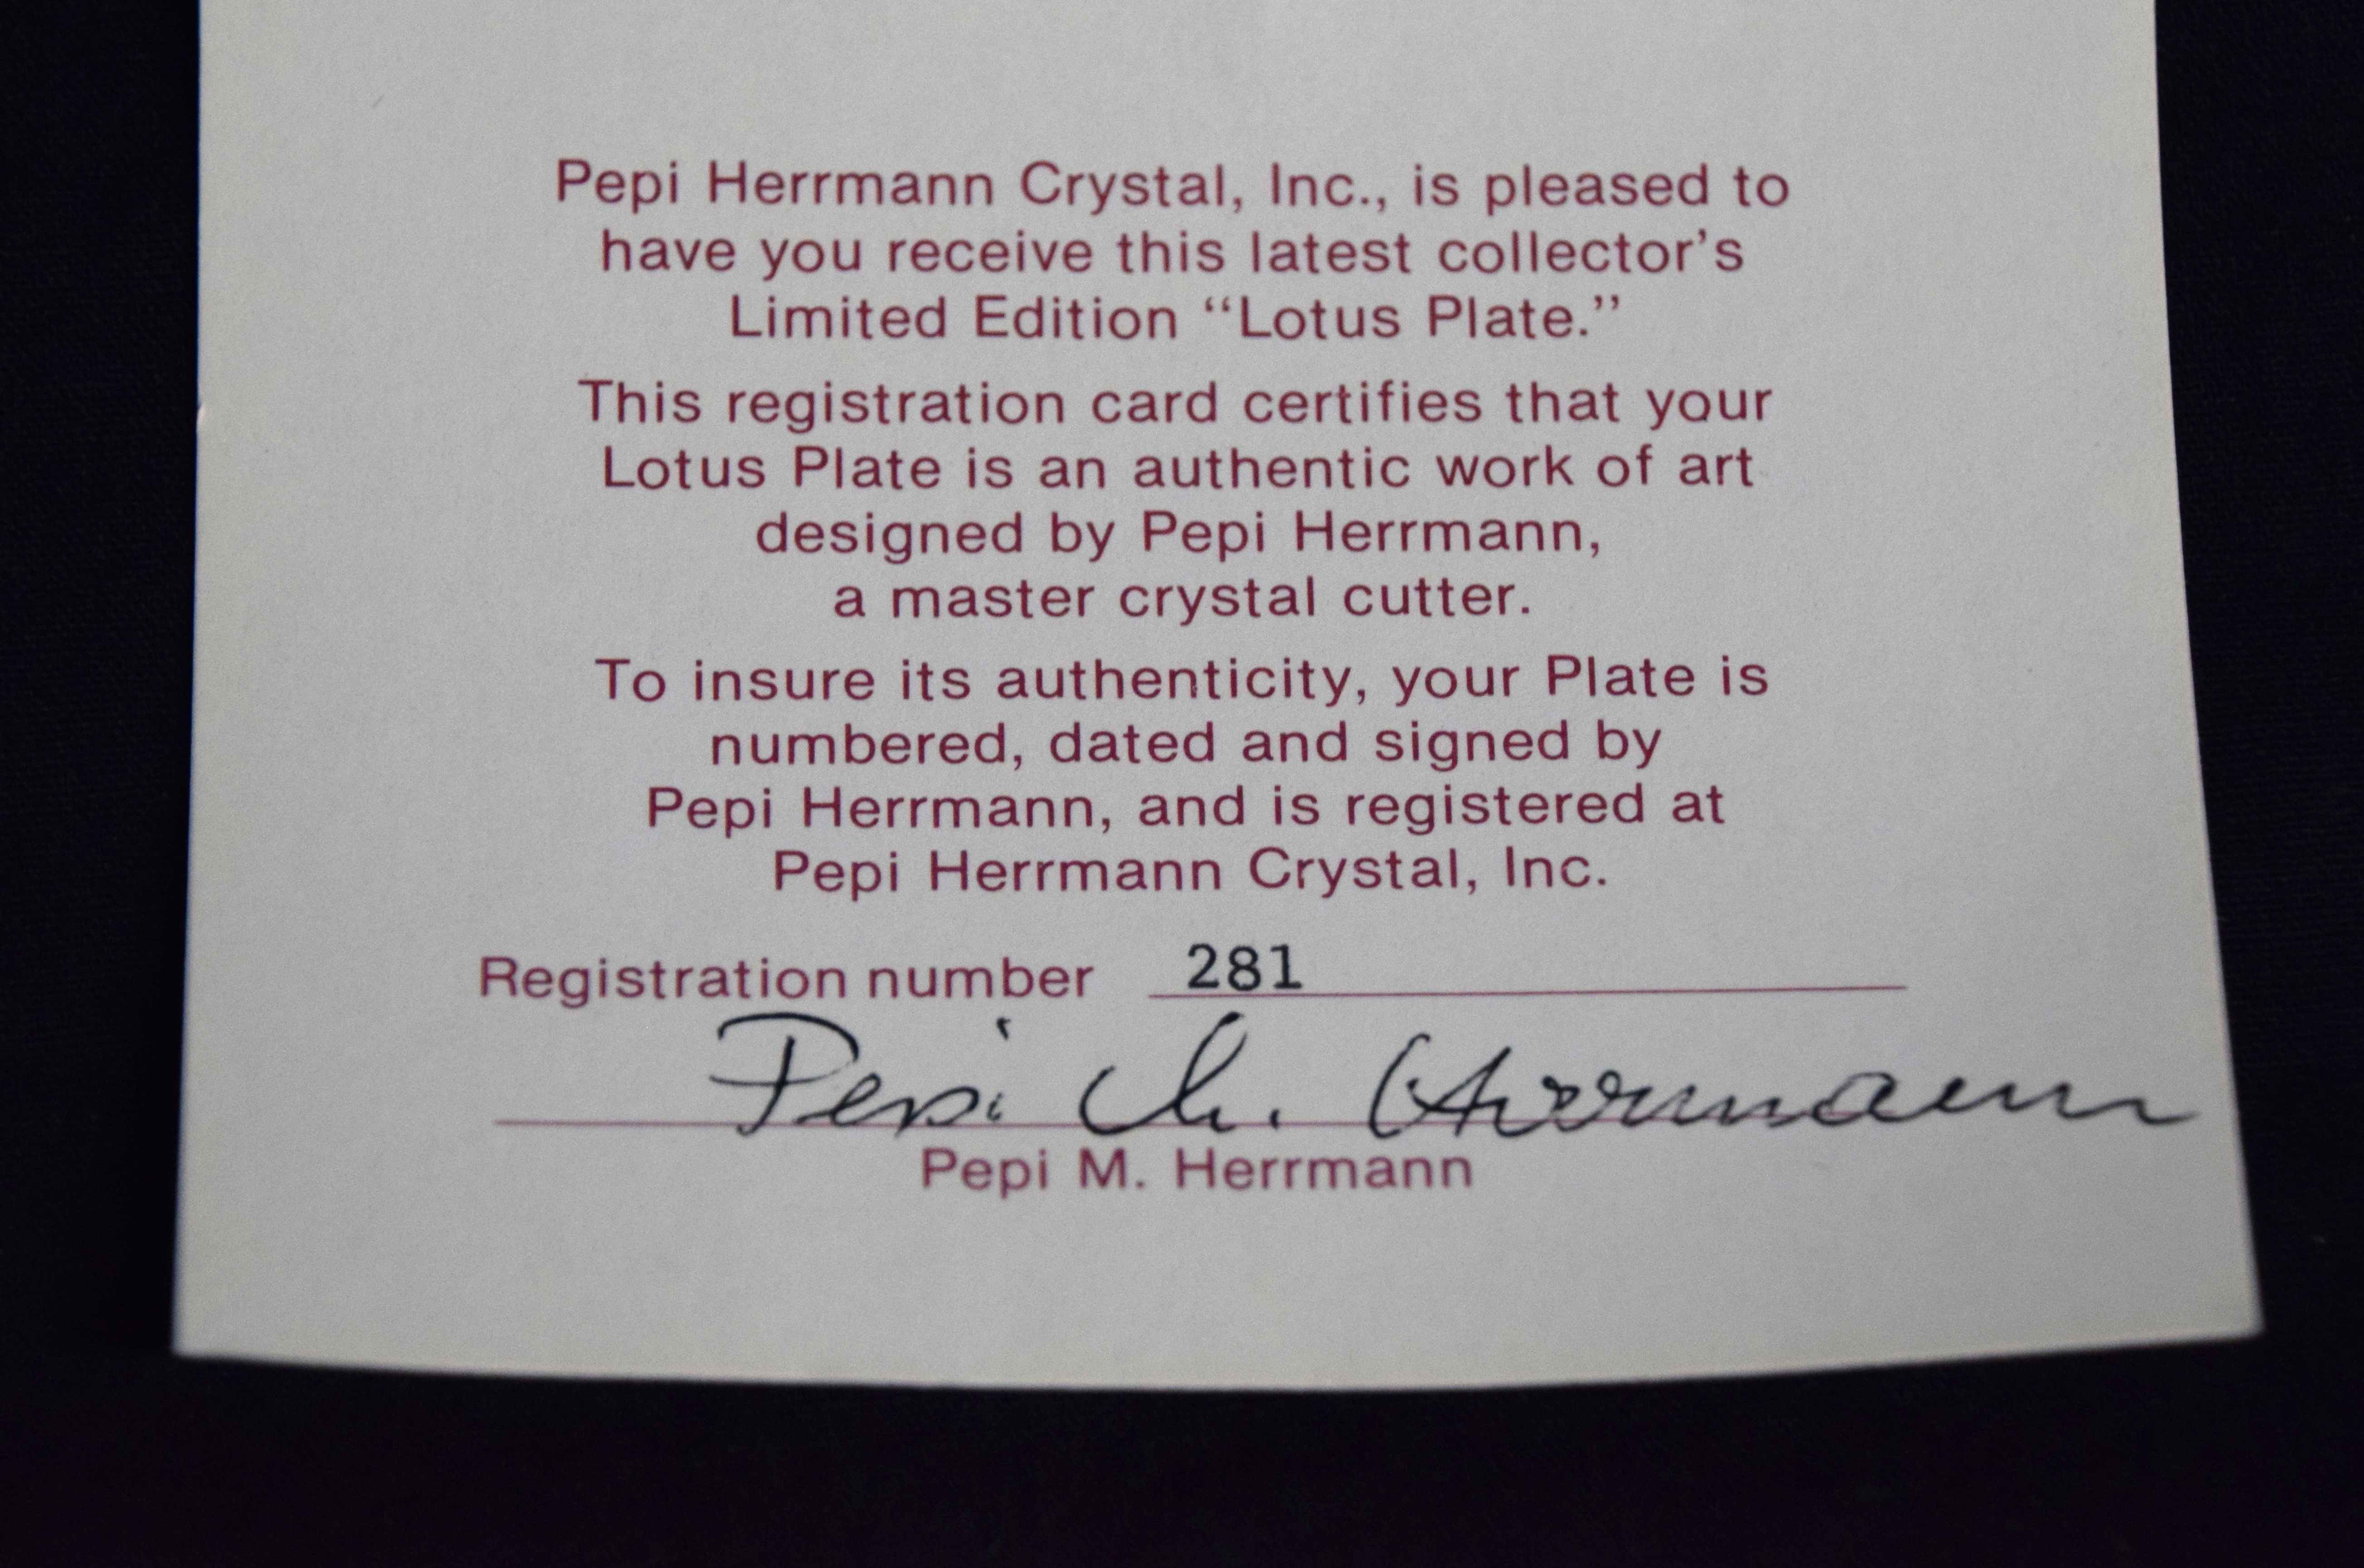 Pepi Herrmann Crystal, Inc., is pleased to
have you receive this latest collector's
Limited Edition “Lotus Plate.”
This registration card certifies that your
Lotus Plate is an authentic work of art
designed by Pepi Herrmann,
a master crystal cutter.
To insure its authenticity, your Plate is
numbered, dated and signed by
Pepi Herrmann, and is registered at
Pepi Herrmann Crystal, Inc.
Registration number 281
Pepi M. Herrmann
Pepi M. Herrmann